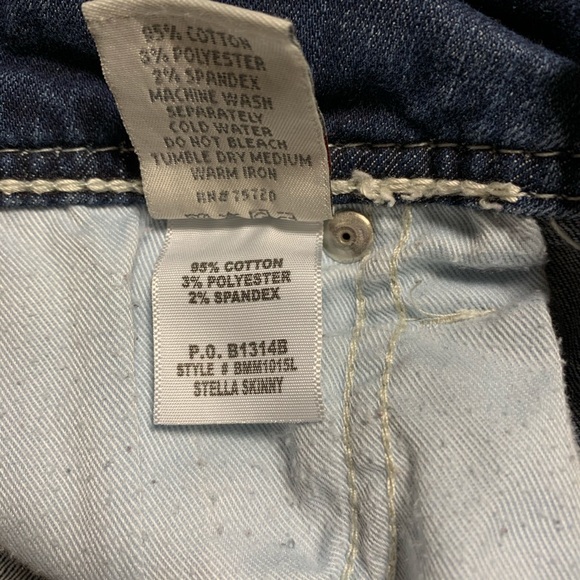 95% COTTON
3% POLYESTER
2% SPANDEX
MACHINE WASH
SEPARATELY
COLD WATER
DO NOT BLEACH
TUMBLE DRY MEDIUM
WARM IRON
RN# 75720
95% COTTON
3% POLYESTER
2% SPANDEX
P.O. B1314B
STYLE # BMM1015L
STELLA SKINNY